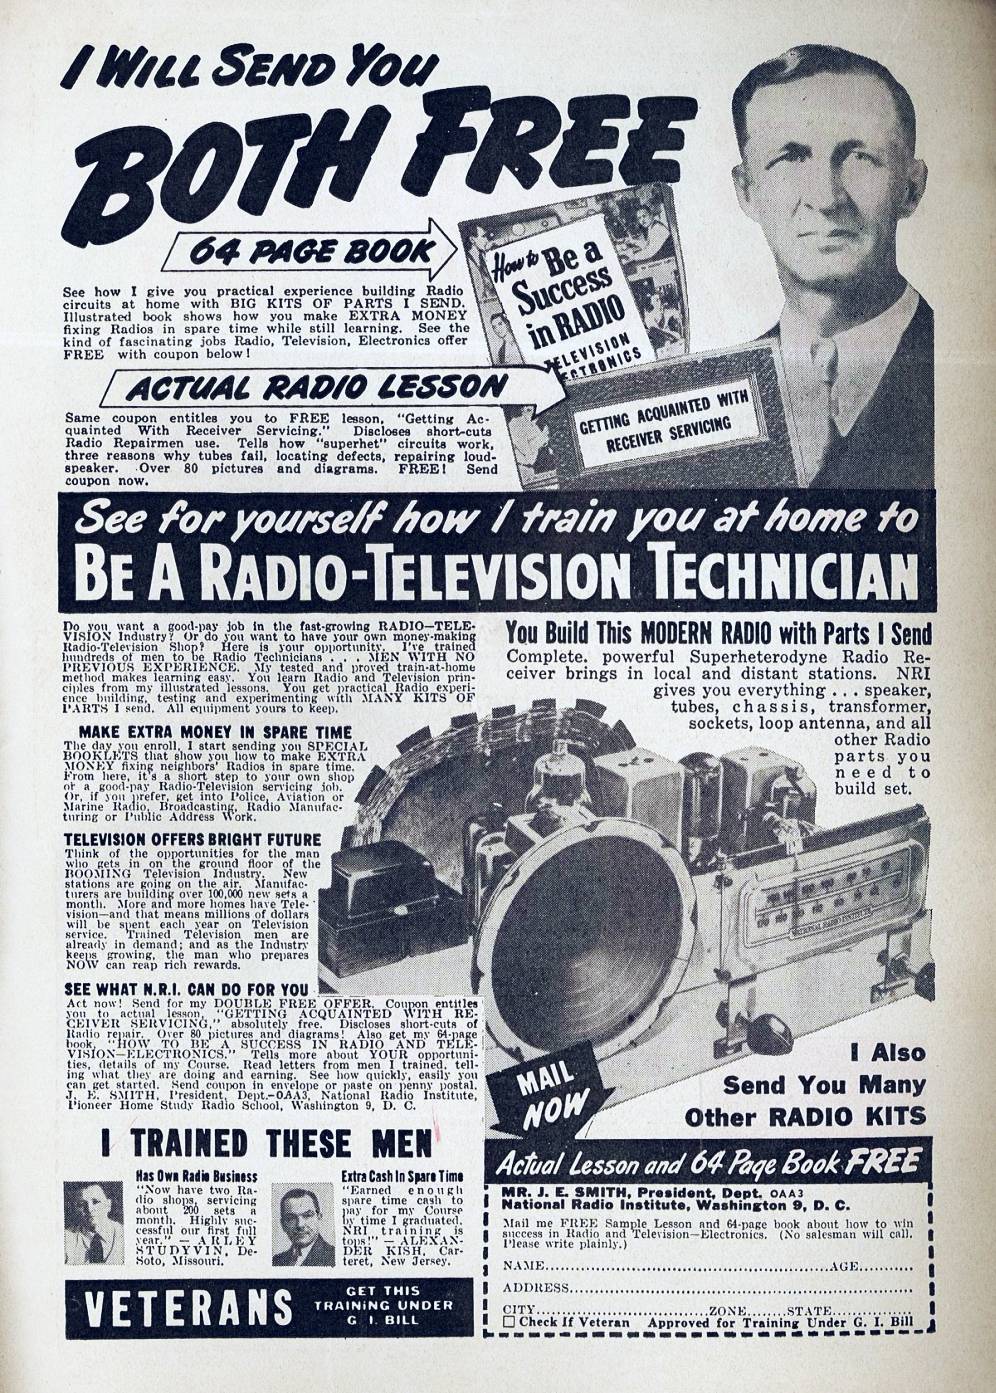 I WILL SEND YOU
BOTH FREE
64 PAGE BOOK
See how I give you practical experience building Radio
circuits at home with BIG KITS OF PARTS I SEND.
Illustrated book shows how you make EXTRA MONEY
fixing Radios in spare time while still learning. See the
kind of fascinating jobs Radio, Television, Electronics offer
FREE with coupon below!
How to Be a
Success
in RADIO
TELEVISION
ECTRONICS
ACTUAL RADIO LESSON
Same coupon entitles you to FREE lesson, "Getting Ac-
quainted With Receiver Servicing." Discloses short-cuts
Radio Repairmen use. Tells how "superhet" circuits work,
three reasons why tubes fail, locating defects, repairing loud-
speaker. Over 80 pictures and diagrams. FREE! Send
coupon now.
GETTING ACQUAINTED WITH
RECEIVER SERVICING
See for yourself how I train you at home to
BE A RADIO-TELEVISION TECHNICIAN
Do you want a good-pay job in the fast-growing RADIO—TELE-
VISION Industry? Or do you want to have your own money-making
Radio-Television Shop? Here is your opportunity. I've trained
hundreds of men to be Radio Technicians . . . MEN WITH NO
PREVIOUS EXPERIENCE. My tested and proved train-at-home
method makes learning easy. You learn Radio and Television prin-
ciples from my illustrated lessons. You get practical Radio experi-
ence building, testing and experimenting with MANY KITS OF
PARTS I send. All equipment yours to keep.
MAKE EXTRA MONEY IN SPARE TIME
The day you enroll, I start sending you SPECIAL
BOOKLETS that show you how to make EXTRA
MONEY fixing neighbors' Radios in spare time.
From here, it's a short step to your own shop
or a good-pay Radio-Television servicing job.
Or, if you prefer, get into Police, Aviation or
Marine Radio, Broadcasting, Radio Manufac-
turing or Public Address Work.
TELEVISION OFFERS BRIGHT FUTURE
Think of the opportunities for the man
who gets in on the ground floor of the
BOOMING Television Industry. New
stations are going on the air. Manufac-
turers are building over 100,000 new sets a
month. More and more homes have Tele-
vision—and that means millions of dollars
will be spent each year on Television
service. Trained Television men are
already in demand; and as the Industry
keeps growing, the man who prepares
NOW can reap rich rewards.
SEE WHAT N.R.I. CAN DO FOR YOU
Act now! Send for my DOUBLE FREE OFFER. Coupon entitles
you to actual lesson, "GETTING ACQUAINTED WITH RE-
CEIVER SERVICING," absolutely free. Discloses short-cuts of
Radio repair. Over 80 pictures and diagrams! Also get my 64-page
book, "HOW TO BE A SUCCESS IN RADIO AND TELE-
VISION—ELECTRONICS." Tells more about YOUR opportuni-
ties, details of my Course. Read letters from men I trained, tell-
ing what they are doing and earning. See how quickly, easily you
can get started. Send coupon in envelope or paste on penny postal.
J. E. SMITH, President, Dept.-OAA3, National Radio Institute,
Pioneer Home Study Radio School, Washington 9, D. C.
You Build This MODERN RADIO with Parts I Send
Complete. powerful Superheterodyne Radio Re-
ceiver brings in local and distant stations. NRI
gives you everything . . . speaker,
tubes, chassis, transformer,
sockets, loop antenna, and all
other Radio
parts you
need to
build set.
NATIONAL RADIO INSTITUTE
MAIL
NOW
I Also
Send You Many
Other RADIO KITS
I TRAINED THESE MEN
Has Own Radio Business
"Now have two Ra-
dio shops, servicing
about 200 sets a
month. Highly suc-
cessful our first full
year." — ARLEY
STUDYVIN, De-
Soto, Missouri.
Extra Cash In Spare Time
"Earned enough
spare time cash to
pay for my Course
by time I graduated.
NRI training is
tops!" — ALEXAN-
DER KISH, Car-
teret, New Jersey.
VETERANS
GET THIS
TRAINING UNDER
G. I. BILL
Actual Lesson and 64 Page Book FREE
MR. J. E. SMITH, President, Dept. OAA3
National Radio Institute, Washington 9, D. C.
Mail me FREE Sample Lesson and 64-page book about how to win
success in Radio and Television—Electronics. (No salesman will call.
Please write plainly.)
NAME..................................................AGE..........
ADDRESS............................................................
CITY..............................ZONE.......STATE..............
Check If Veteran Approved for Training Under G. I. Bill